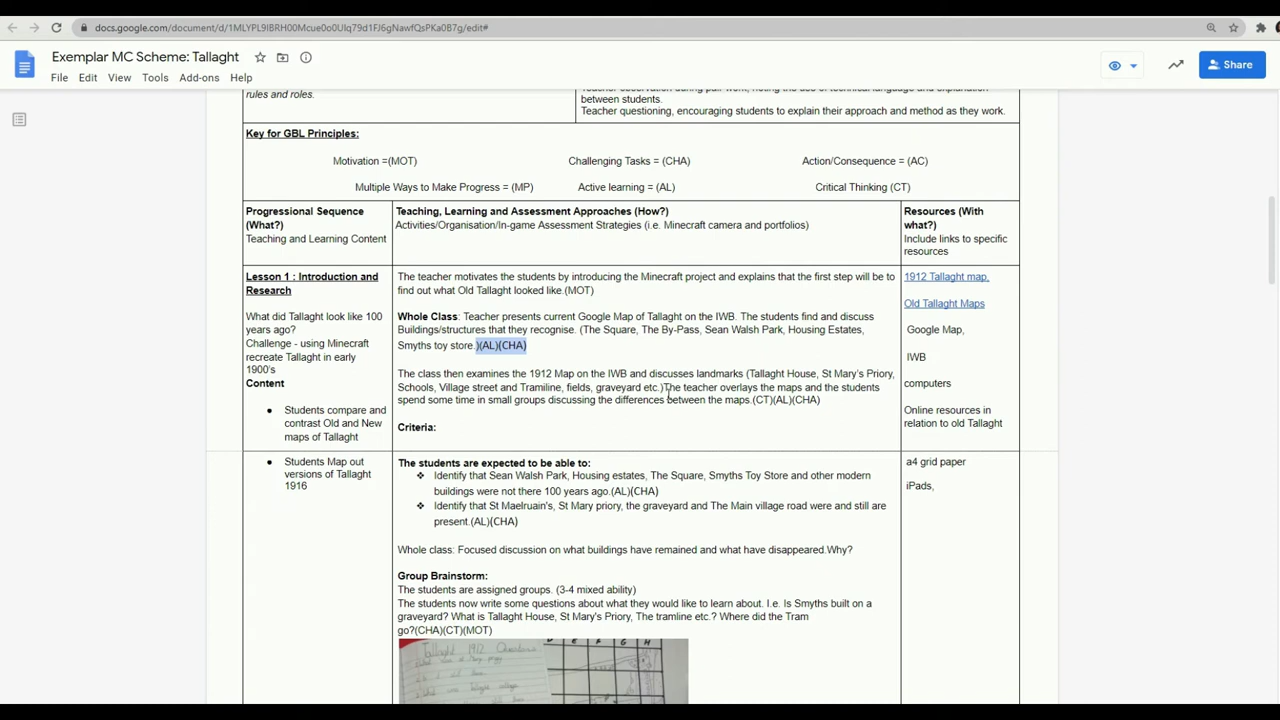 docs.google.com/document/d/1MLYPL9IBRH00Mcue0o0Ulq79d1FJ6gNawfQsPKa0B7g/edit#
Exemplar MC Scheme: Tallaght
File Edit View Tools Add-ons Help
Share
rules and roles.
between students.
Teacher questioning, encouraging students to explain their approach and method as they work.
Key for GBL Principles:
Motivation =(MOT) Challenging Tasks = (CHA) Action/Consequence = (AC)
Multiple Ways to Make Progress = (MP) Active learning = (AL) Critical Thinking (CT)
Progressional Sequence
(What?)
Teaching and Learning Content
Teaching, Learning and Assessment Approaches (How?)
Activities/Organisation/In-game Assessment Strategies (i.e. Minecraft camera and portfolios)
Resources (With
what?)
Include links to specific
resources
Lesson 1 : Introduction and
Research
What did Tallaght look like 100
years ago?
Challenge - using Minecraft
recreate Tallaght in early
1900's
Content
● Students compare and
contrast Old and New
maps of Tallaght
The teacher motivates the students by introducing the Minecraft project and explains that the first step will be to
find out what Old Tallaght looked like.(MOT)
Whole Class: Teacher presents current Google Map of Tallaght on the IWB. The students find and discuss
Buildings/structures that they recognise. (The Square, The By-Pass, Sean Walsh Park, Housing Estates,
Smyths toy store.)(AL)(CHA)
The class then examines the 1912 Map on the IWB and discusses landmarks (Tallaght House, St Mary's Priory,
Schools, Village street and Tramiline, fields, graveyard etc.)The teacher overlays the maps and the students
spend some time in small groups discussing the differences between the maps.(CT)(AL)(CHA)
Criteria:
1912 Tallaght map,
Old Tallaght Maps
Google Map,
IWB
computers
Online resources in
relation to old Tallaght
● Students Map out
versions of Tallaght
1916
The students are expected to be able to:
❖ Identify that Sean Walsh Park, Housing estates, The Square, Smyths Toy Store and other modern
buildings were not there 100 years ago.(AL)(CHA)
❖ Identify that St Maelruain's, St Mary priory, the graveyard and The Main village road were and still are
present.(AL)(CHA)
Whole class: Focused discussion on what buildings have remained and what have disappeared.Why?
Group Brainstorm:
The students are assigned groups. (3-4 mixed ability)
The students now write some questions about what they would like to learn about. I.e. Is Smyths built on a
graveyard? What is Tallaght House, St Mary's Priory, The tramline etc.? Where did the Tram
go?(CHA)(CT)(MOT)
a4 grid paper
iPads,
Tallaght 1912 Questions
F G H